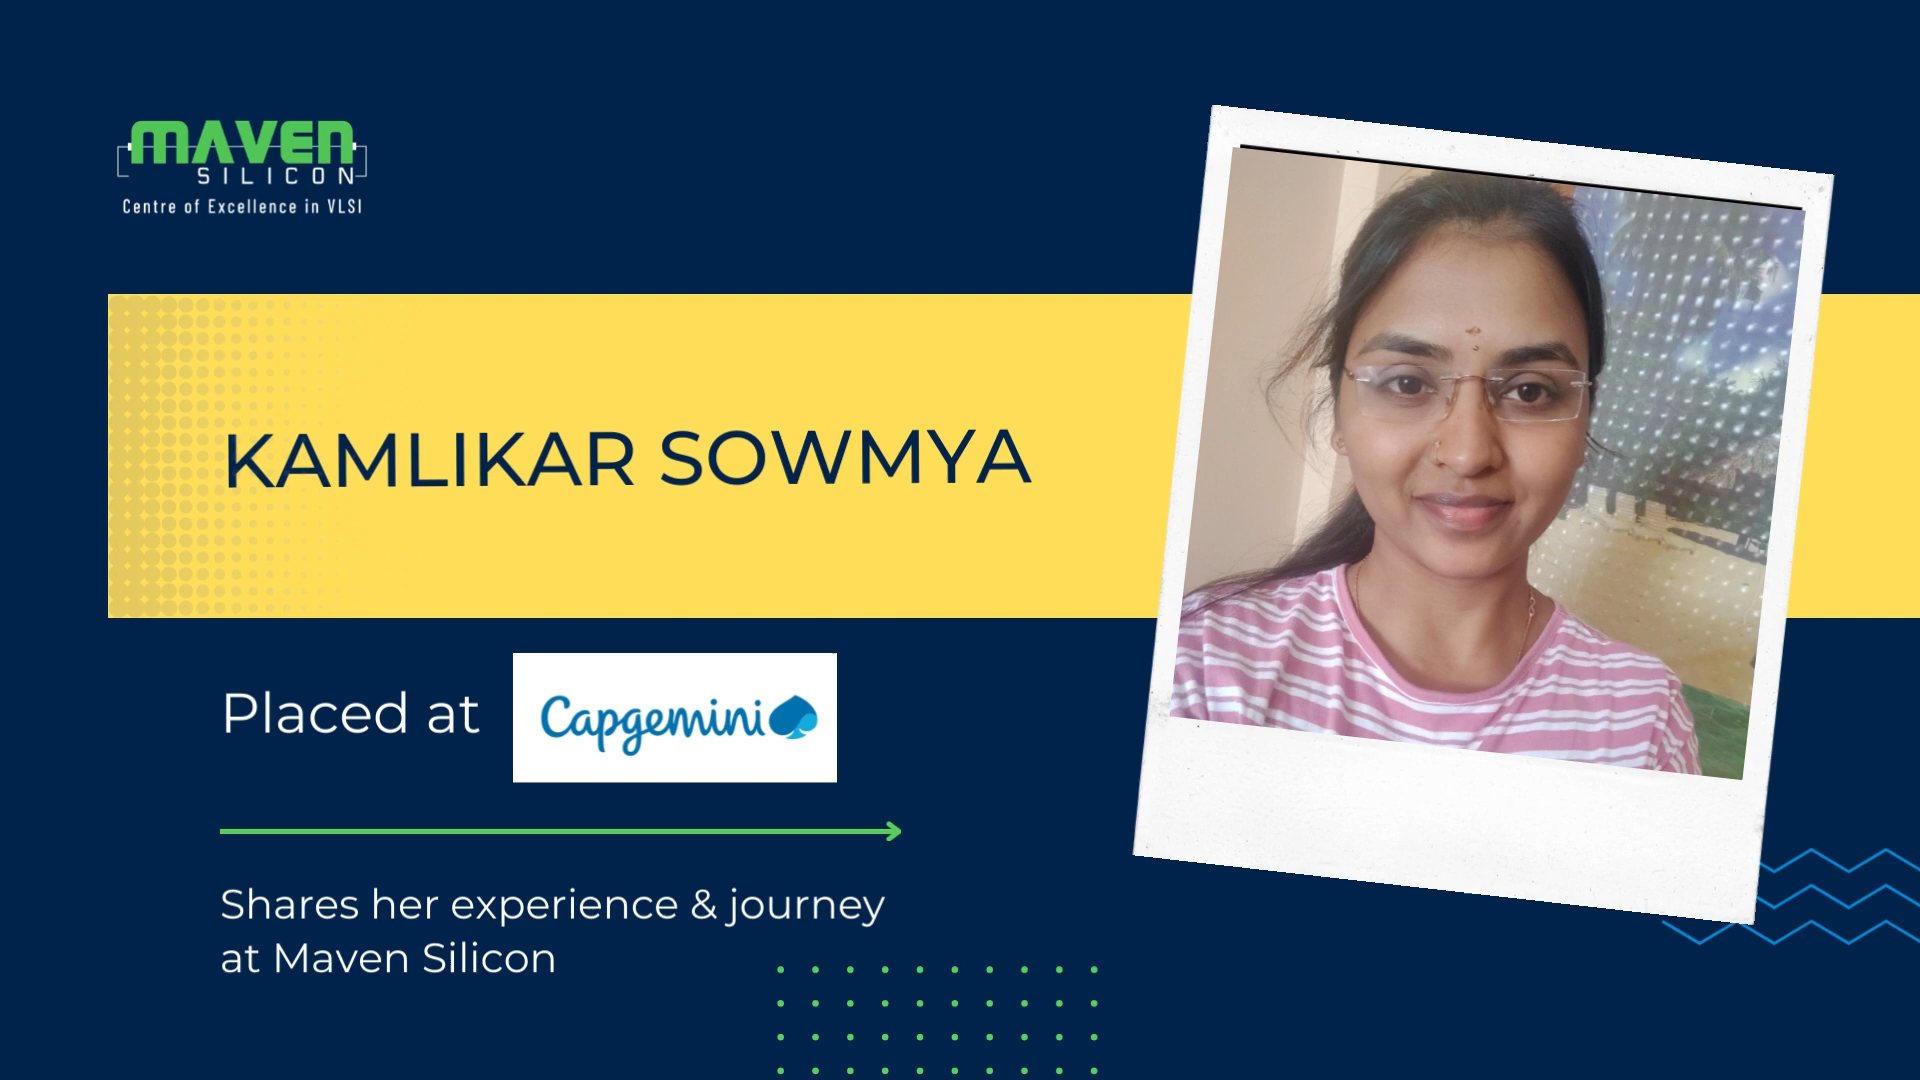 MAVEN
SILICON
Centre of Excellence in VLSI
KAMLIKAR SOWMYA
Placed at Capgemini
Shares her experience & journey
at Maven Silicon